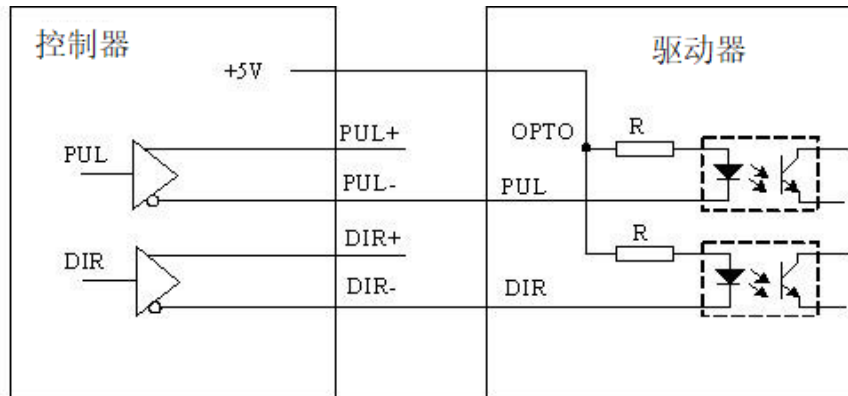 控制器
驱动器
+5V
OPTO
R
PUL
PUL+
PUL-
PUL
R
DIR
DIR+
DIR-
DIR